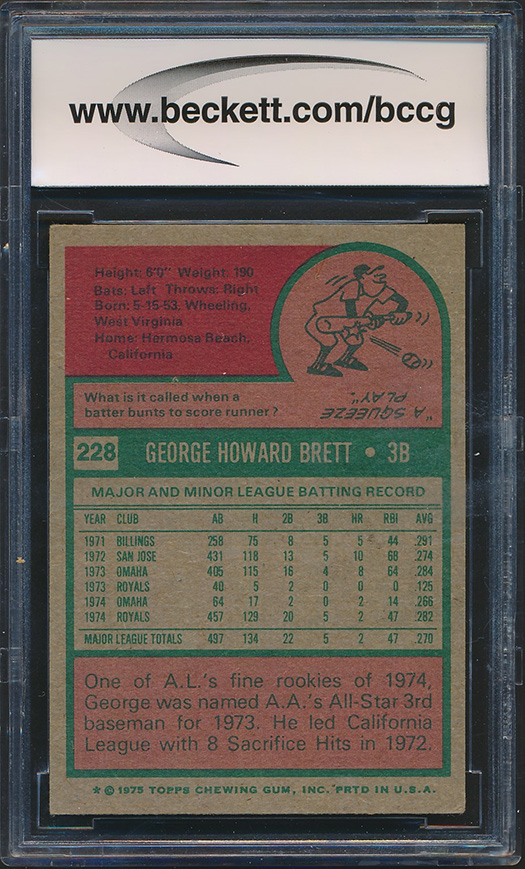 www.beckett.com/bccg
Height: 6'0" Weight: 190
Bats: Left Throws: Right
Born: 5-15-53, Wheeling,
West Virginia
Home: Hermosa Beach,
California
What is it called when a
batter bunts to score runner?
"A SQUEEZE
PLAY".
228 GEORGE HOWARD BRETT • 3B
MAJOR AND MINOR LEAGUE BATTING RECORD
YEAR CLUB AB H 2B 3B HR RBI AVG
1971 BILLINGS 258 75 8 5 5 44 .291
1972 SAN JOSE 431 118 13 5 10 68 .274
1973 OMAHA 405 115 16 4 8 64 .284
1973 ROYALS 40 5 2 0 0 0 .125
1974 OMAHA 64 17 2 0 2 14 .266
1974 ROYALS 457 129 20 5 2 47 .282
MAJOR LEAGUE TOTALS 497 134 22 5 2 47 .270
One of A.L.'s fine rookies of 1974,
George was named A.A.'s All-Star 3rd
baseman for 1973. He led California
League with 8 Sacrifice Hits in 1972.
* © 1975 TOPPS CHEWING GUM, INC. PRTD IN U.S.A.